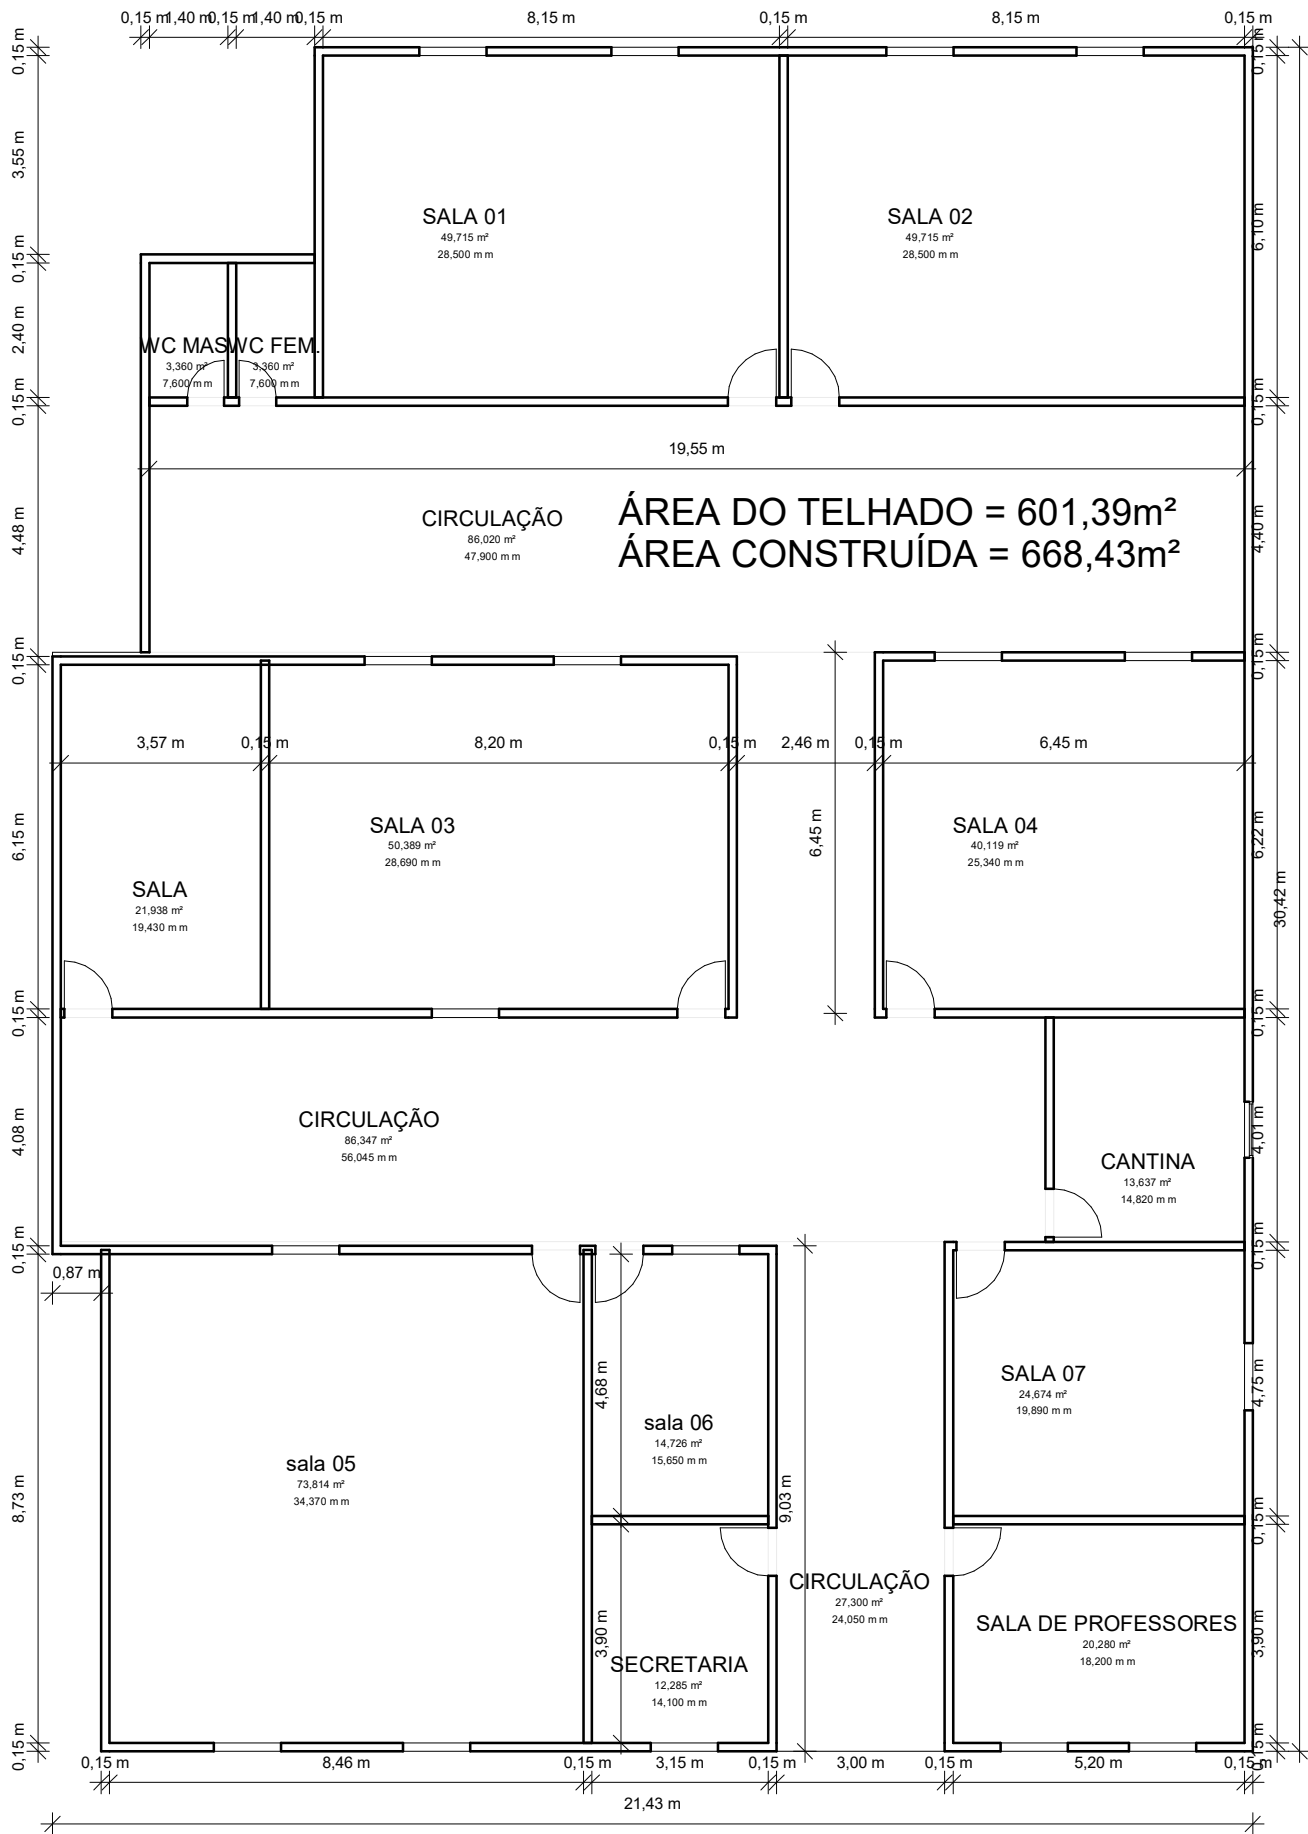 0,15 m
1,40 m
0,15 m
1,40 m
0,15 m
8,15 m
0,15 m
8,15 m
0,15 m
0,15 m
0,15 m
3,55 m
SALA 01
49,715 m²
28,500 m m
SALA 02
49,715 m²
28,500 m m
6,10 m
0,15 m
2,40 m
WC MAS
3,360 m²
7,600 m m
WC FEM.
3,360 m²
7,600 m m
0,15 m
0,15 m
19,55 m
4,48 m
CIRCULAÇÃO
86,020 m²
47,900 m m
ÁREA DO TELHADO = 601,39m²
ÁREA CONSTRUÍDA = 668,43m²
4,40 m
0,15 m
0,15 m
3,57 m
0,15 m
8,20 m
0,15 m
2,46 m
0,15 m
6,45 m
6,15 m
SALA 03
50,389 m²
28,690 m m
6,45 m
SALA 04
40,119 m²
25,340 m m
6,22 m
SALA
21,938 m²
19,430 m m
30,42 m
0,15 m
0,15 m
4,08 m
CIRCULAÇÃO
86,347 m²
56,045 m m
4,01 m
CANTINA
13,637 m²
14,820 m m
0,15 m
0,15 m
0,87 m
4,68 m
SALA 07
24,674 m²
19,890 m m
4,75 m
sala 06
14,726 m²
15,650 m m
sala 05
73,814 m²
34,370 m m
8,73 m
9,03 m
0,15 m
CIRCULAÇÃO
27,300 m²
24,050 m m
3,90 m
SECRETARIA
12,285 m²
14,100 m m
SALA DE PROFESSORES
20,280 m²
18,200 m m
3,90 m
0,15 m
0,15 m
0,15 m
8,46 m
0,15 m
3,15 m
0,15 m
3,00 m
0,15 m
5,20 m
0,15 m
21,43 m